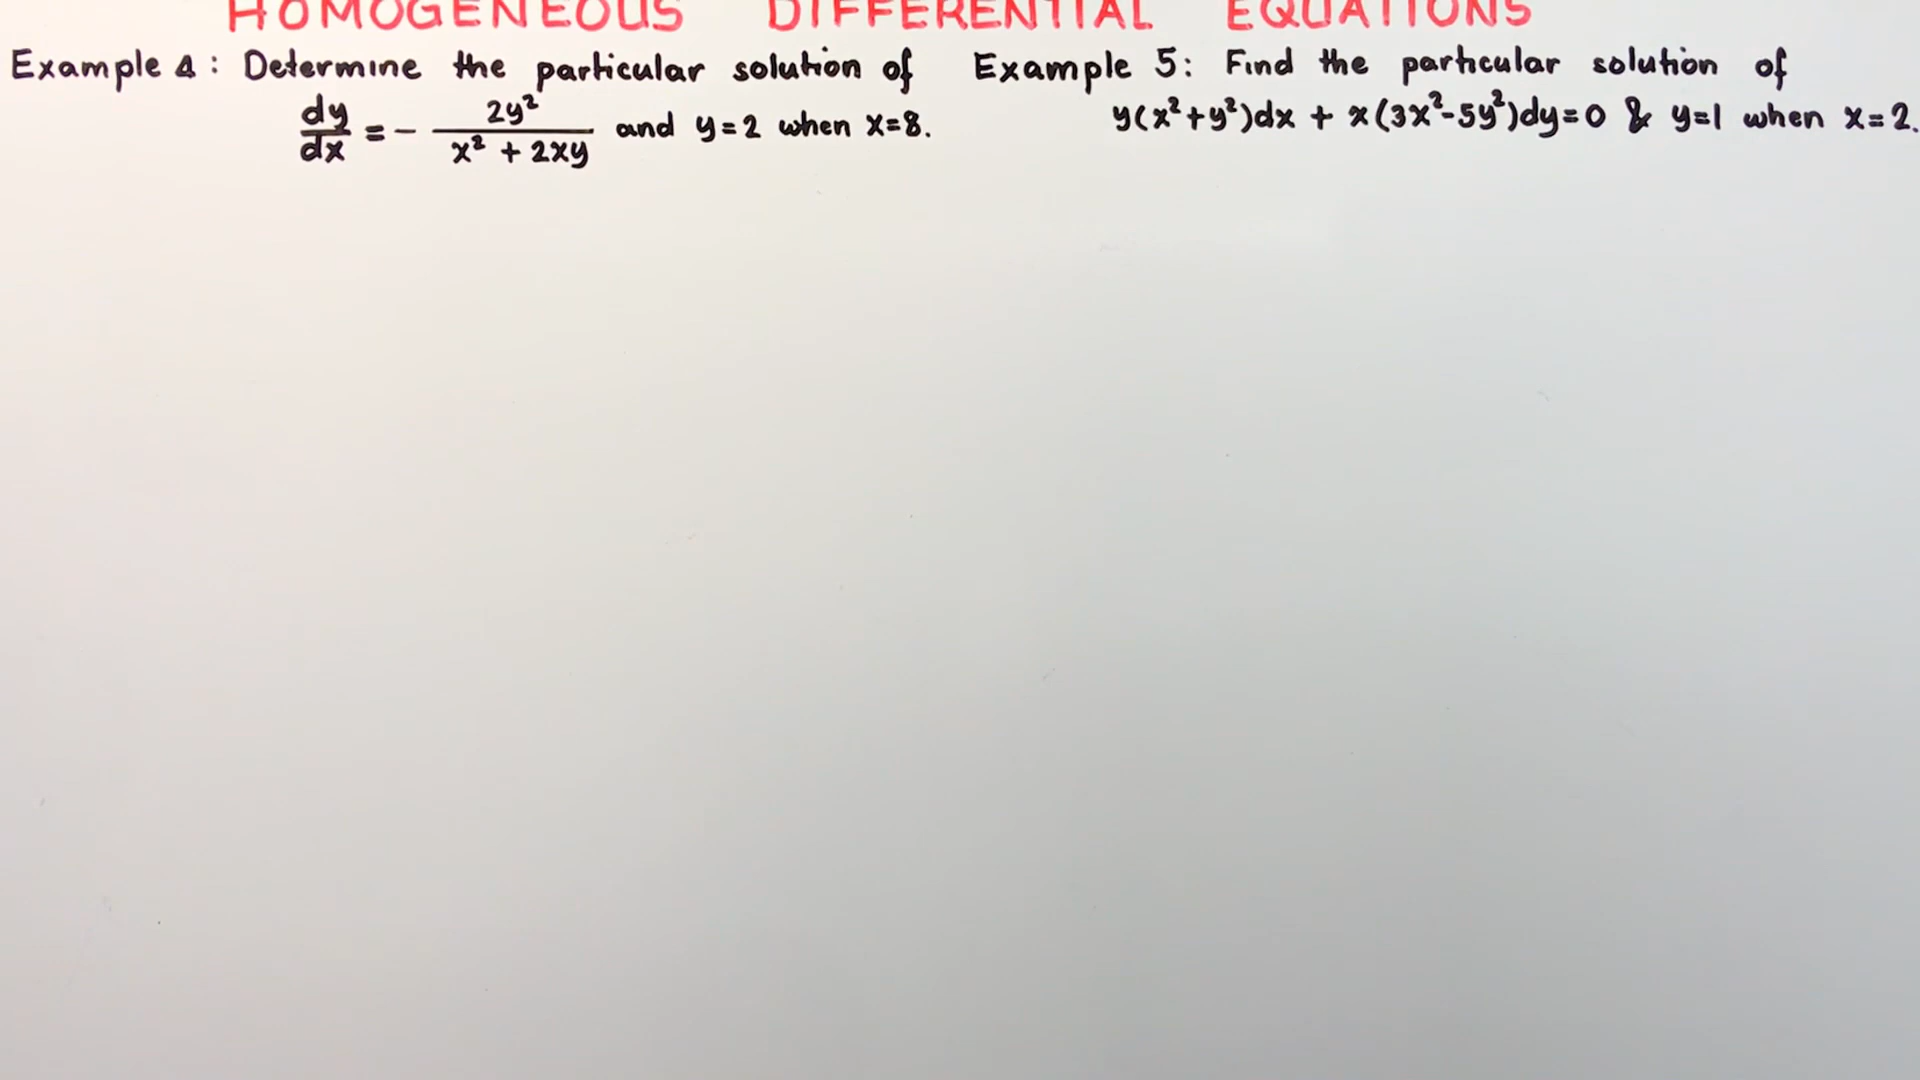 HOMOGENEOUS DIFFERENTIAL EQUATIONS
Example 4: Determine the particular solution of
dy/dx = - 2y²/(x² + 2xy) and y=2 when x=8.
Example 5: Find the particular solution of
y(x²+y²)dx + x(3x²-5y²)dy=0 & y=1 when x=2.